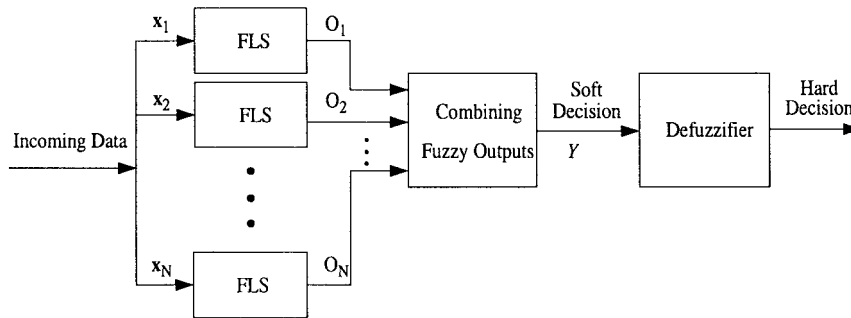 x1
FLS
O1
x2
FLS
O2
Incoming Data
xN
FLS
ON
Combining
Fuzzy Outputs
Soft
Decision
Y
Defuzzifier
Hard
Decision